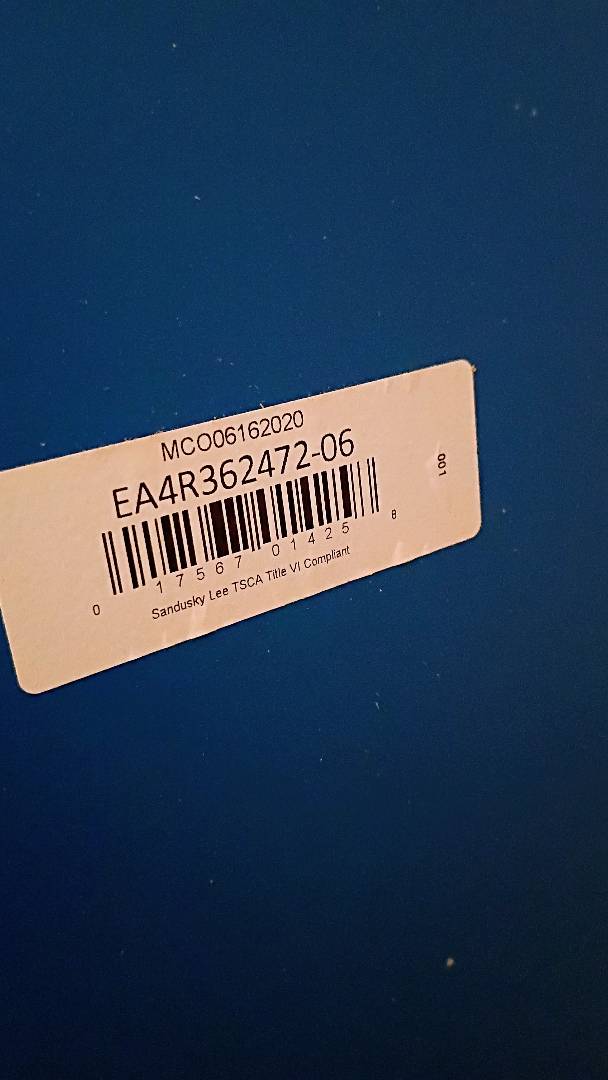 MCO06162020
EA4R362472-06
001
0 17567 01425 8
Sandusky Lee TSCA Title VI Compliant